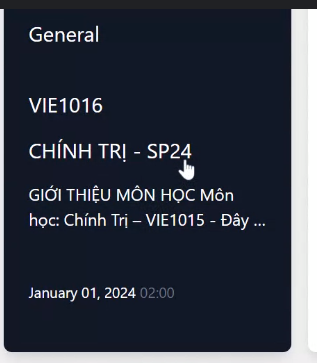 General
VIE1016
CHÍNH TRỊ - SP24
GIỚI THIỆU MÔN HỌC Môn
học: Chính Trị – VIE1015 - Đây ...
January 01, 2024 02:00